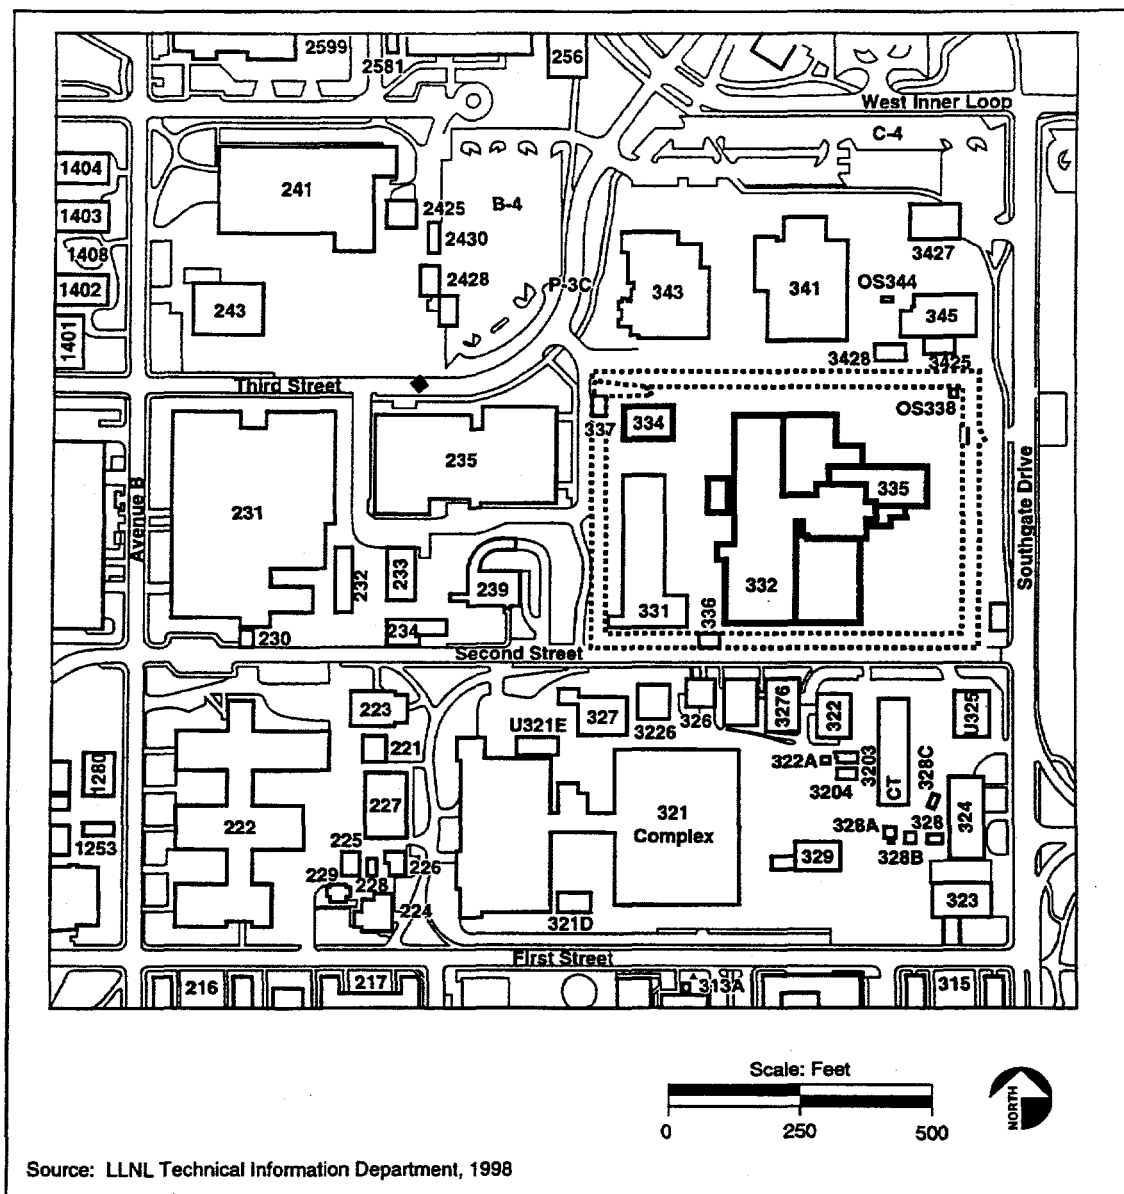 2599
2581
256
West Inner Loop
C-4
1404
241
1403
2425
B-4
2430
3427
1408
2428
P-3C
OS344
1402
343
341
243
345
1401
3428
3425
Third Street
OS338
337
334
235
335
Avenue B
231
Southgate Drive
232
233
239
332
331
336
234
230
Second Street
223
U321E
327
3226
326
3276
322
U325
221
322A
3203
1280
3204
CT
328C
227
321
Complex
324
222
328A
328
1253
225
328B
329
226
229
228
323
224
321D
First Street
216
217
313A
315
Scale: Feet
0 250 500
NORTH
Source: LLNL Technical Information Department, 1998